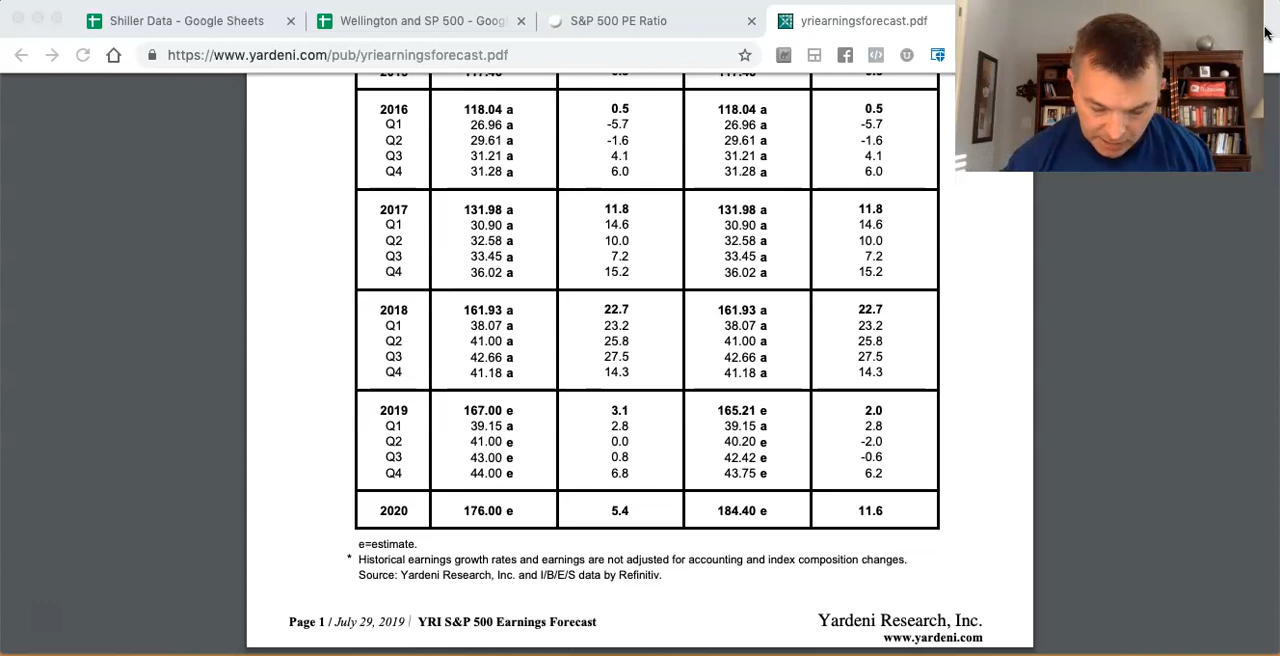 Shiller Data - Google Sheets
Wellington and SP 500 - Goog
S&P 500 PE Ratio
yriearningsforecast.pdf
https://www.yardeni.com/pub/yriearningsforecast.pdf
2016 118.04 a 0.5 118.04 a 0.5
Q1 26.96 a -5.7 26.96 a -5.7
Q2 29.61 a -1.6 29.61 a -1.6
Q3 31.21 a 4.1 31.21 a 4.1
Q4 31.28 a 6.0 31.28 a 6.0
2017 131.98 a 11.8 131.98 a 11.8
Q1 30.90 a 14.6 30.90 a 14.6
Q2 32.58 a 10.0 32.58 a 10.0
Q3 33.45 a 7.2 33.45 a 7.2
Q4 36.02 a 15.2 36.02 a 15.2
2018 161.93 a 22.7 161.93 a 22.7
Q1 38.07 a 23.2 38.07 a 23.2
Q2 41.00 a 25.8 41.00 a 25.8
Q3 42.66 a 27.5 42.66 a 27.5
Q4 41.18 a 14.3 41.18 a 14.3
2019 167.00 e 3.1 165.21 e 2.0
Q1 39.15 a 2.8 39.15 a 2.8
Q2 41.00 e 0.0 40.20 e -2.0
Q3 43.00 e 0.8 42.42 e -0.6
Q4 44.00 e 6.8 43.75 e 6.2
2020 176.00 e 5.4 184.40 e 11.6
e=estimate.
* Historical earnings growth rates and earnings are not adjusted for accounting and index composition changes.
Source: Yardeni Research, Inc. and I/B/E/S data by Refinitiv.
Page 1 / July 29, 2019 | YRI S&P 500 Earnings Forecast
Yardeni Research, Inc.
www.yardeni.com